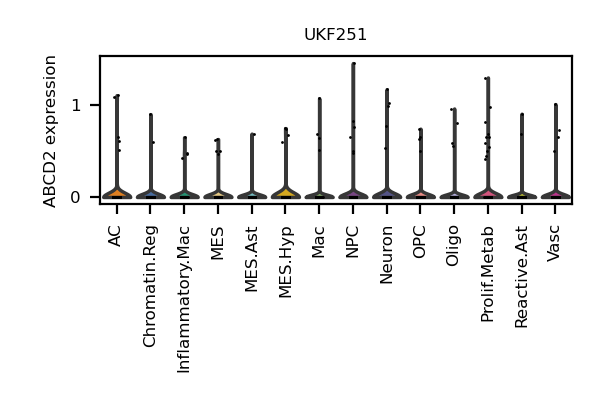 UKF251
ABCD2 expression
1
0
AC
Chromatin.Reg
Inflammatory.Mac
MES
MES.Ast
MES.Hyp
Mac
NPC
Neuron
OPC
Oligo
Prolif.Metab
Reactive.Ast
Vasc